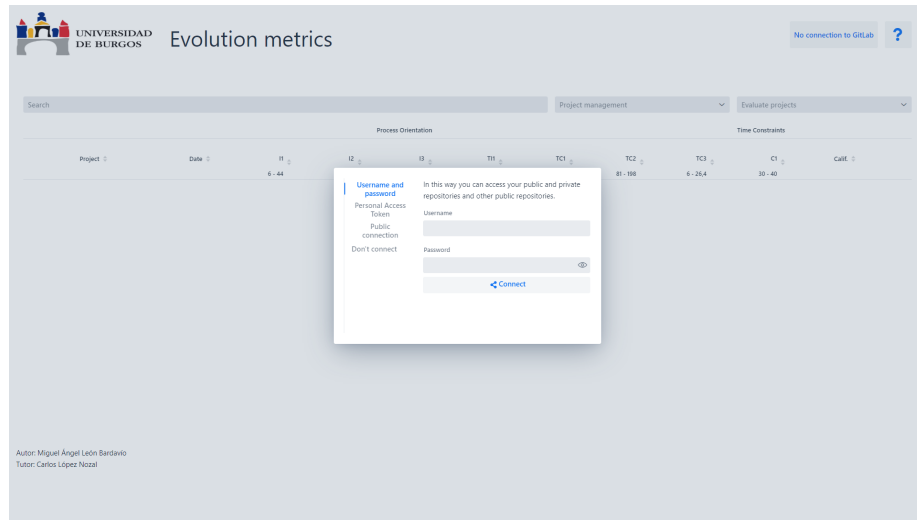 UNIVERSIDAD
DE BURGOS
Evolution metrics
No connection to GitLab
?
Search
Project management
Evaluate projects
Process Orientation
Time Constraints
Project
Date
I1
I2
I3
TI1
TC1
TC2
TC3
C1
Calif.
6 - 44
81 - 198
6 - 26,4
30 - 40
Username and
password
Personal Access
Token
Public
connection
Don't connect
In this way you can access your public and private
repositories and other public repositories.
Username
Password
Connect
Autor: Miguel Ángel León Bardavío
Tutor: Carlos López Nozal